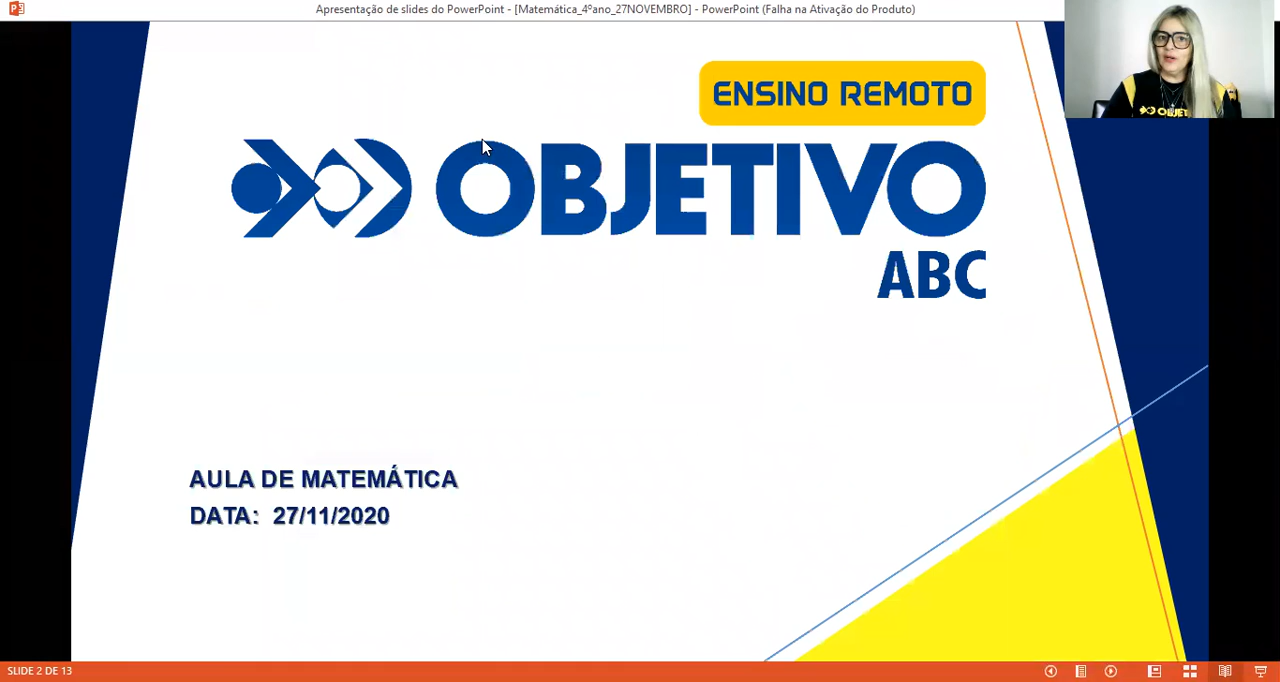 Apresentação de slides do PowerPoint - [Matemática_4ºano_27NOVEMBRO] - PowerPoint (Falha na Ativação do Produto)
ENSINO REMOTO
OBJETIVO
ABC
AULA DE MATEMÁTICA
DATA: 27/11/2020
SLIDE 2 DE 13